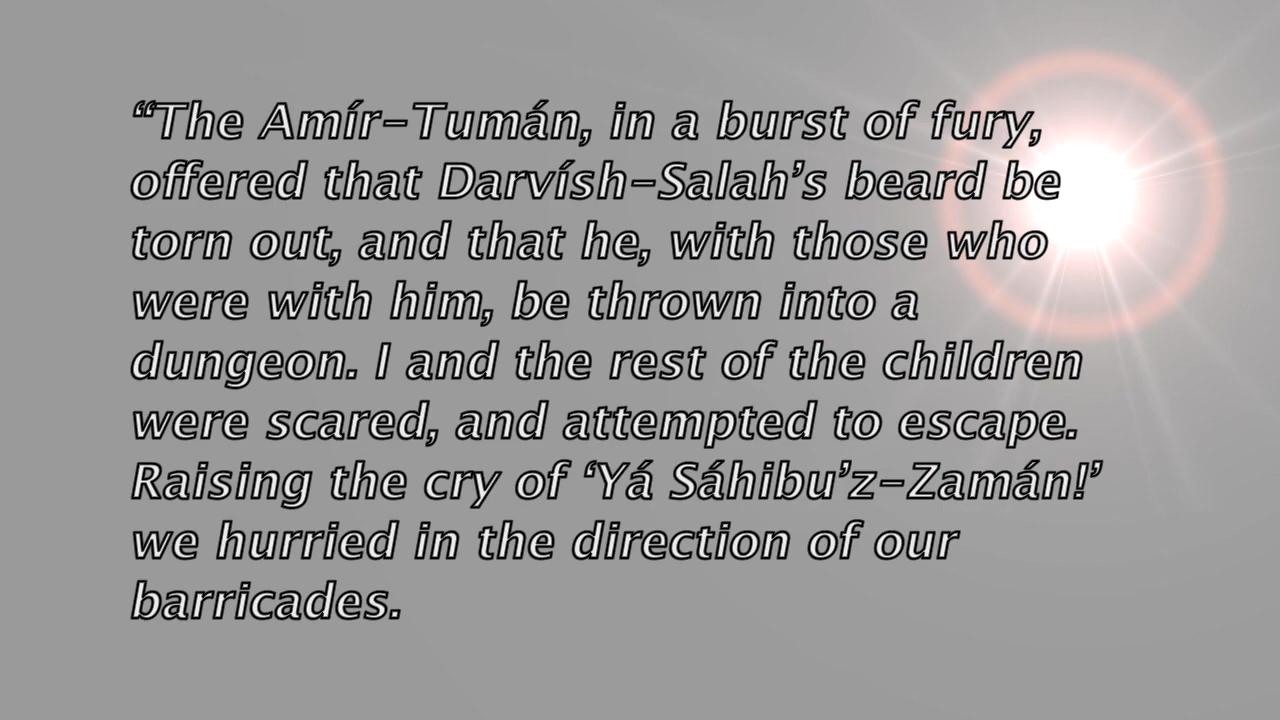 “The Amír–Tumán, in a burst of fury,
offered that Darvísh–Salah’s beard be
torn out, and that he, with those who
were with him, be thrown into a
dungeon. I and the rest of the children
were scared, and attempted to escape.
Raising the cry of ‘Yá Sáhibu’z–Zamán!’
we hurried in the direction of our
barricades.